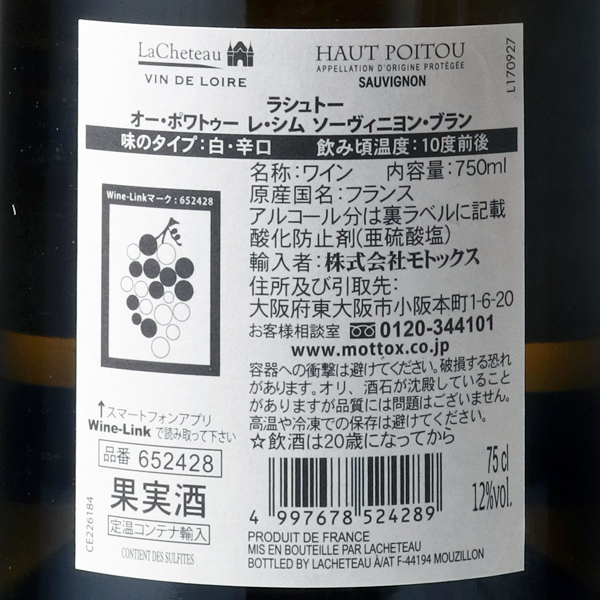 LaCheteau
VIN DE LOIRE
HAUT POITOU
APPELLATION D'ORIGINE PROTÉGÉE
SAUVIGNON
L170927
ラシュトー
オー・ポワトゥー レ・シム ソーヴィニヨン・ブラン
味のタイプ:白・辛口 飲み頃温度:10度前後
Wine-Linkマーク:652428
名称:ワイン 内容量:750ml
原産国名:フランス
アルコール分は裏ラベルに記載
酸化防止剤(亜硫酸塩)
輸入者:株式会社モトックス
住所及び引取先:
大阪府東大阪市小阪本町1-6-20
お客様相談室 0120-344101
www.mottox.co.jp
容器への衝撃は避けてください。破損する恐れ
があります。オリ、酒石が沈殿していること
がありますが品質には問題はございません。
高温や冷凍での保存は避けてください。
☆飲酒は20歳になってから
↑スマートフォンアプリ
Wine-Link で読み取って下さい
品番 652428
果実酒
定温コンテナ輸入
CONTIENT DES SULFITES
CE226184
4 997678 524289
75 cl
12%vol.
PRODUIT DE FRANCE
MIS EN BOUTEILLE PAR LACHETEAU
BOTTLED BY LACHETEAU À/AT F-44194 MOUZILLON